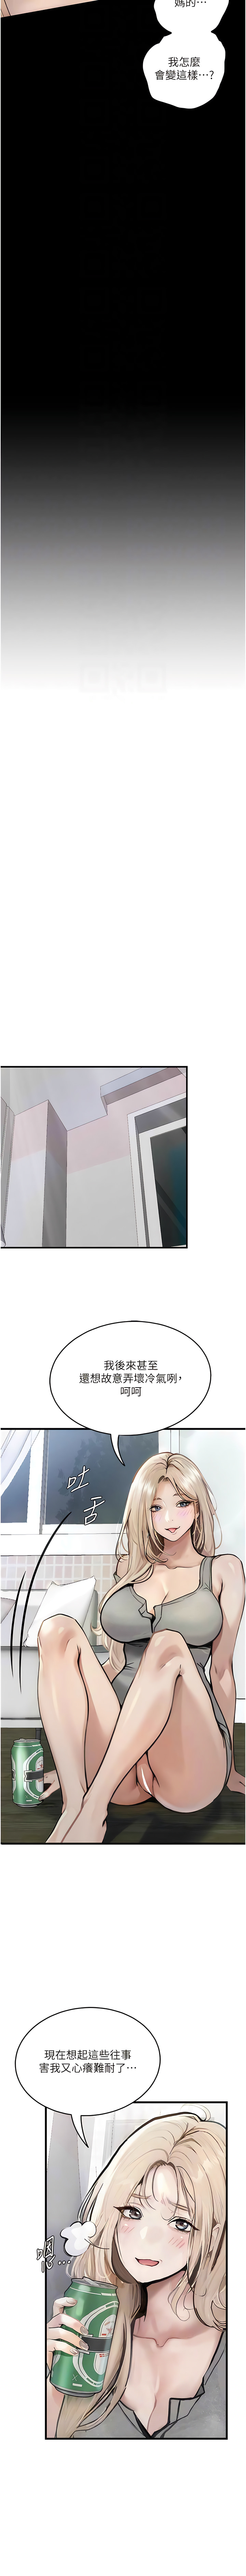 媽的…
我怎麼
會變這樣…?
我後來甚至
還想故意弄壞冷氣咧，
呵呵
吐舌
現在想起這些往事
害我又心癢難耐了…